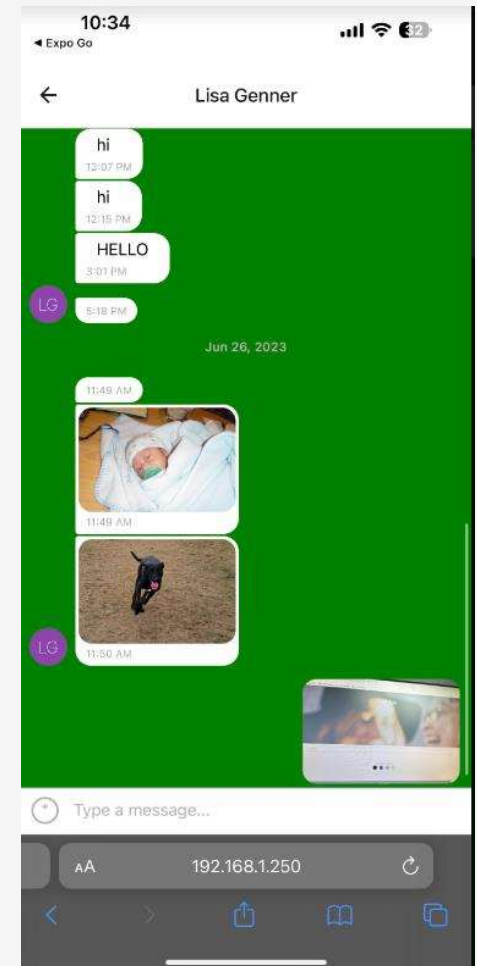 10:34
32
◄ Expo Go
← Lisa Genner
hi
12:07 PM
hi
12:15 PM
HELLO
3:01 PM
LG
5:18 PM
Jun 26, 2023
11:49 AM
11:49 AM
LG
11:50 AM
Type a message...
AA 192.168.1.250